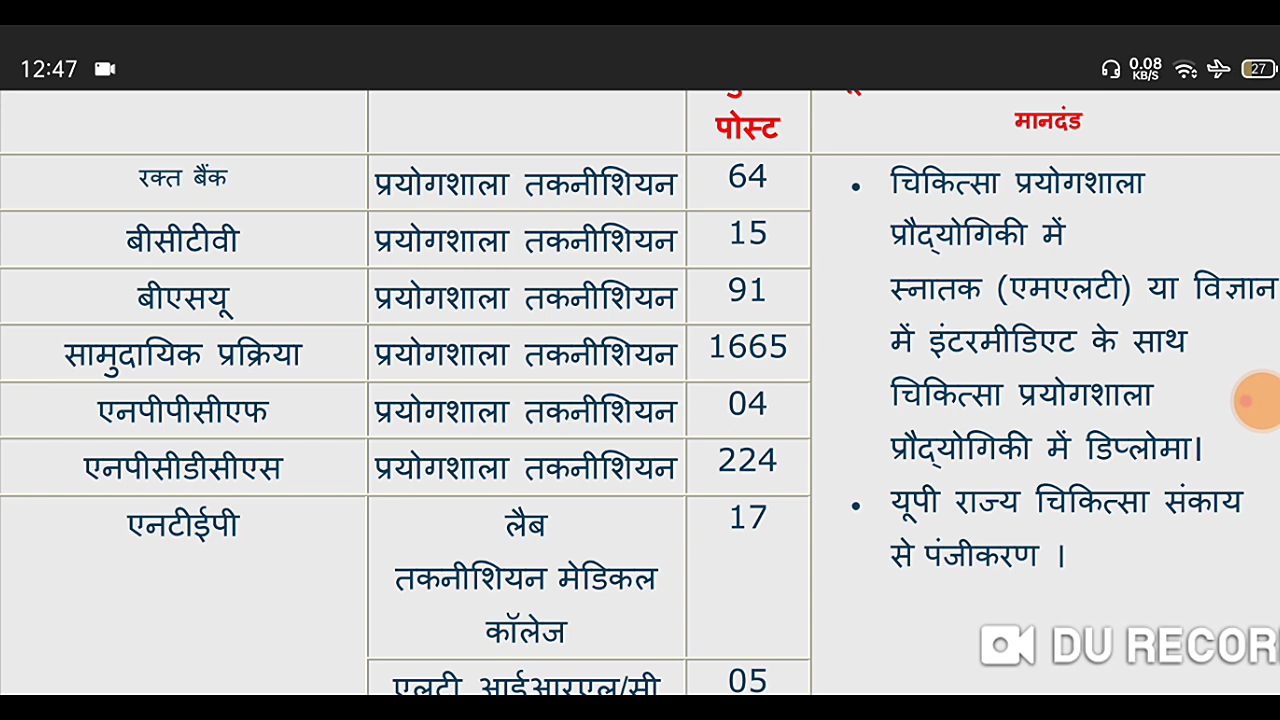 12:47
0.08
KB/S
27
पोस्ट
मानदंड
रक्त बैंक
प्रयोगशाला तकनीशियन
64
बीसीटीवी
प्रयोगशाला तकनीशियन
15
बीएसयू
प्रयोगशाला तकनीशियन
91
सामुदायिक प्रक्रिया
प्रयोगशाला तकनीशियन
1665
एनपीपीसीएफ
प्रयोगशाला तकनीशियन
04
एनपीसीडीसीएस
प्रयोगशाला तकनीशियन
224
एनटीईपी
लैब
तकनीशियन मेडिकल
कॉलेज
17
एलटी आईआरएल/सी
05
• चिकित्सा प्रयोगशाला
प्रौद्योगिकी में
स्नातक (एमएलटी) या विज्ञान
में इंटरमीडिएट के साथ
चिकित्सा प्रयोगशाला
प्रौद्योगिकी में डिप्लोमा।
• यूपी राज्य चिकित्सा संकाय
से पंजीकरण ।
DU RECOR